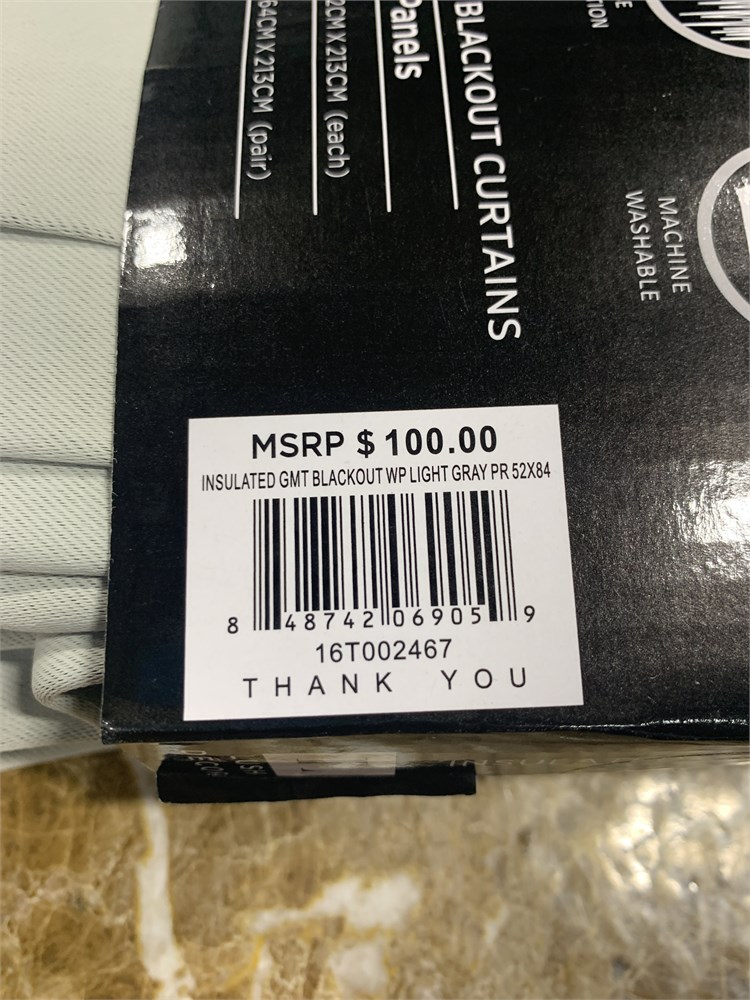 BLACKOUT CURTAINS
Panels
2CM X 213CM (each)
64CM X 213CM (pair)
MACHINE
WASHABLE
MSRP $ 100.00
INSULATED GMT BLACKOUT WP LIGHT GRAY PR 52X84
8 48742 06905 9
16T002467
THANK YOU